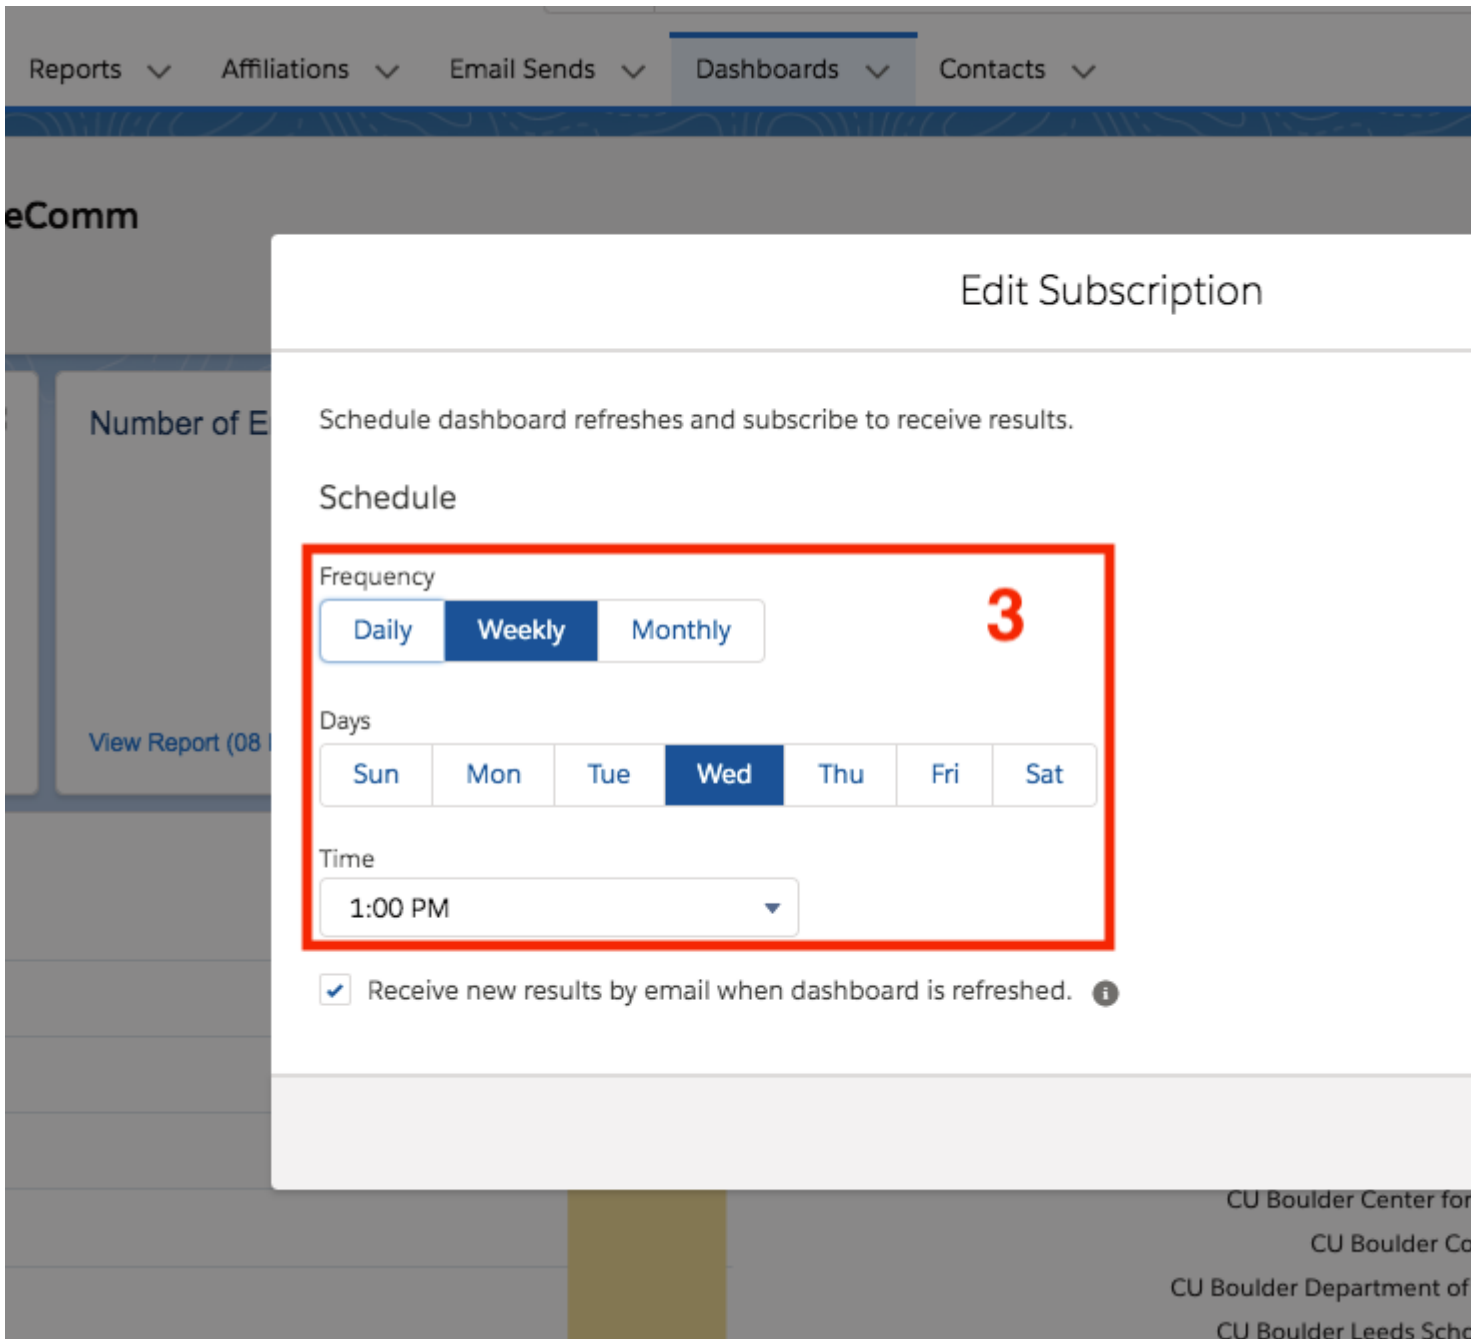 Reports Affiliations Email Sends Dashboards Contacts
eComm
Edit Subscription
Number of E
Schedule dashboard refreshes and subscribe to receive results.
Schedule
Frequency
3
Daily Weekly Monthly
Days
View Report (08
Sun Mon Tue Wed Thu Fri Sat
Time
1:00 PM
Receive new results by email when dashboard is refreshed.
CU Boulder Center for
CU Boulder Co
CU Boulder Department of
CU Boulder Leeds Scho